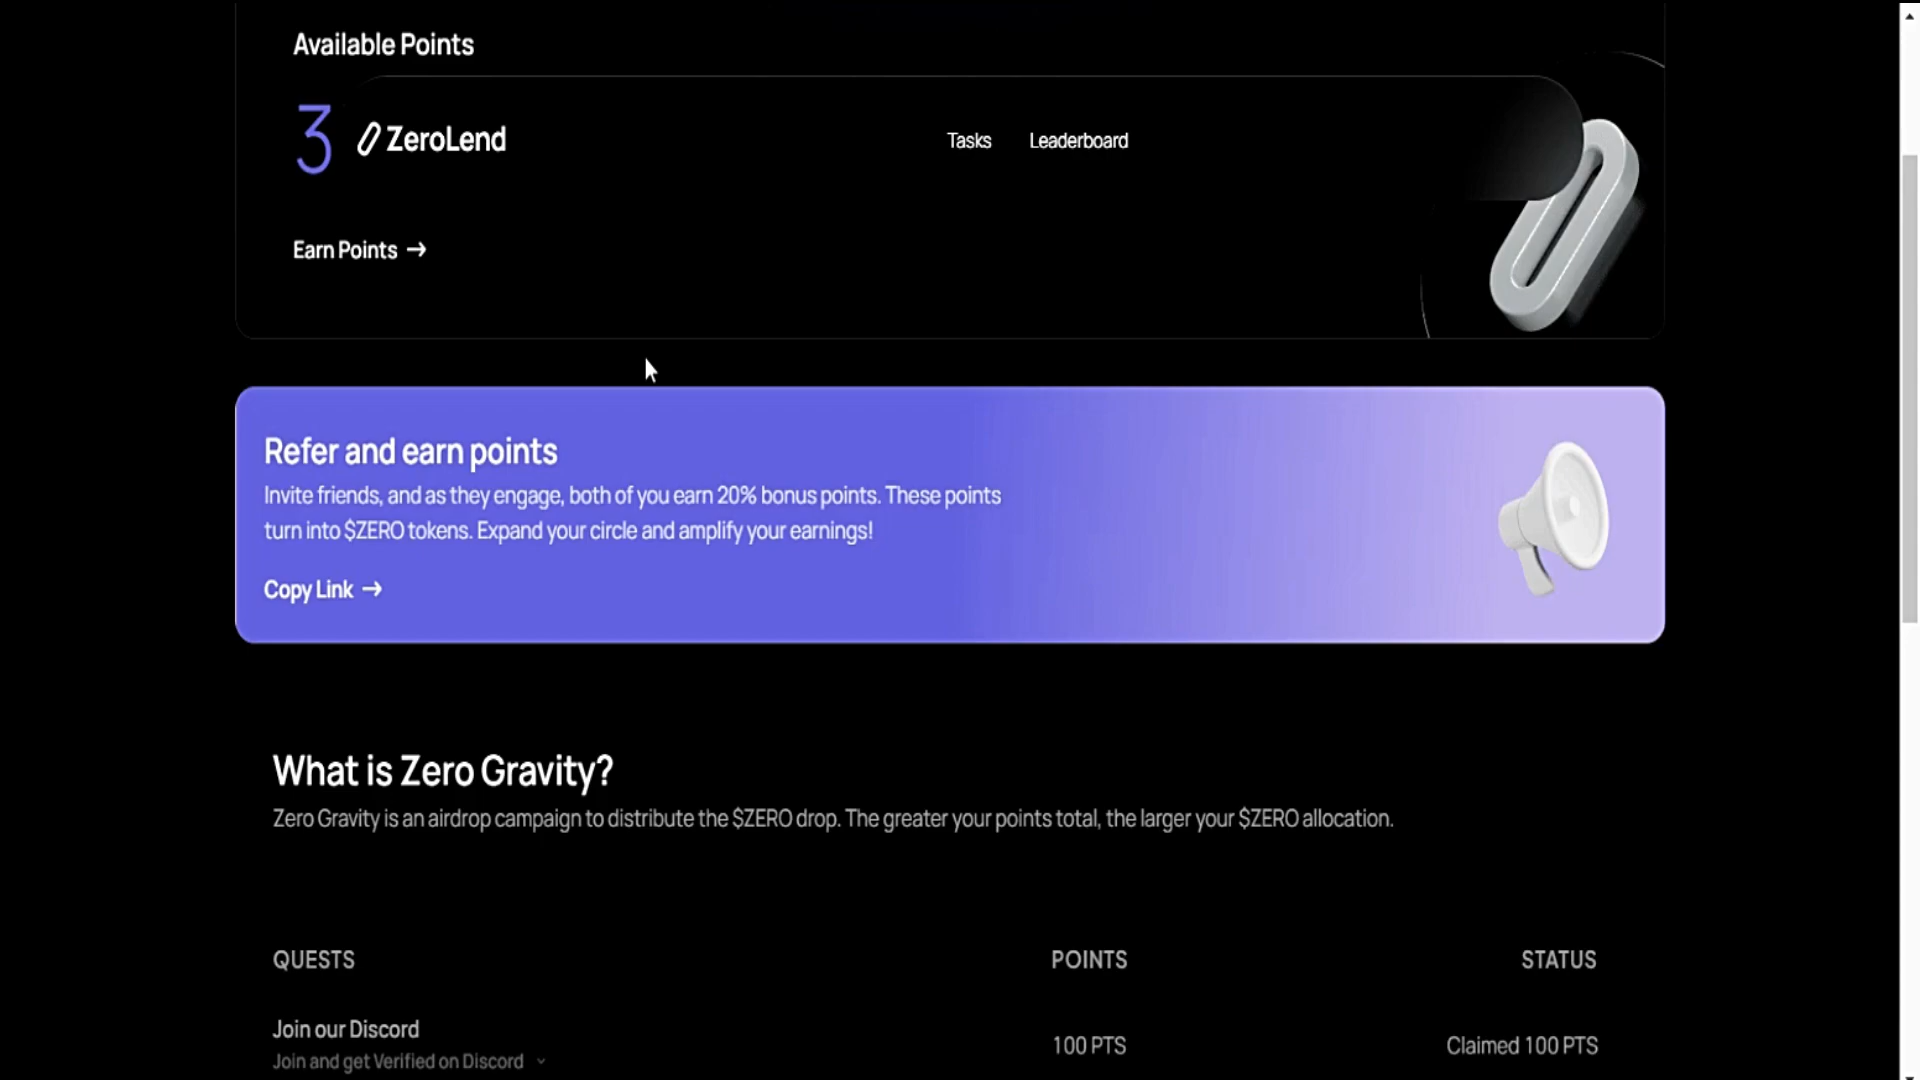 Available Points
3
ZeroLend
Tasks
Leaderboard
Earn Points →
Refer and earn points
Invite friends, and as they engage, both of you earn 20% bonus points. These points
turn into $ZERO tokens. Expand your circle and amplify your earnings!
Copy Link →
What is Zero Gravity?
Zero Gravity is an airdrop campaign to distribute the $ZERO drop. The greater your points total, the larger your $ZERO allocation.
QUESTS
POINTS
STATUS
Join our Discord
Join and get Verified on Discord
100 PTS
Claimed 100 PTS